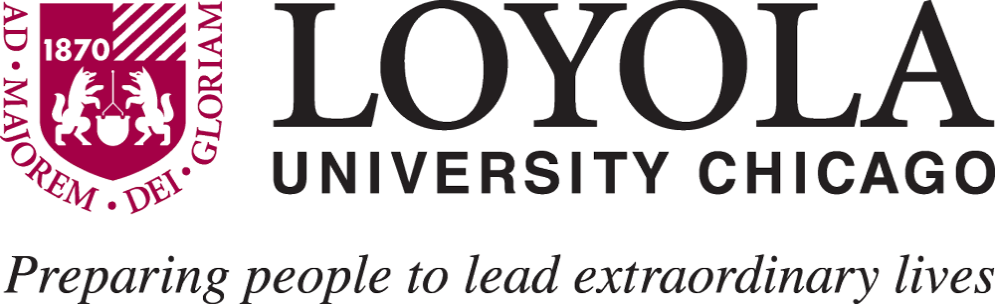 1870
AD • MAJOREM • DEI • GLORIAM
LOYOLA
UNIVERSITY CHICAGO
Preparing people to lead extraordinary lives